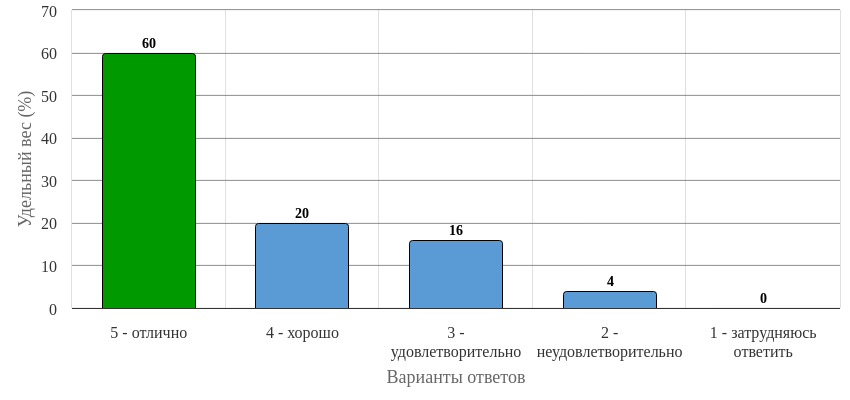 70
60
50
40
30
20
10
0
Удельный вес (%)
60
20
16
4
0
5 - отлично
4 - хорошо
3 -
удовлетворительно
2 -
неудовлетворительно
1 - затрудняюсь
ответить
Варианты ответов